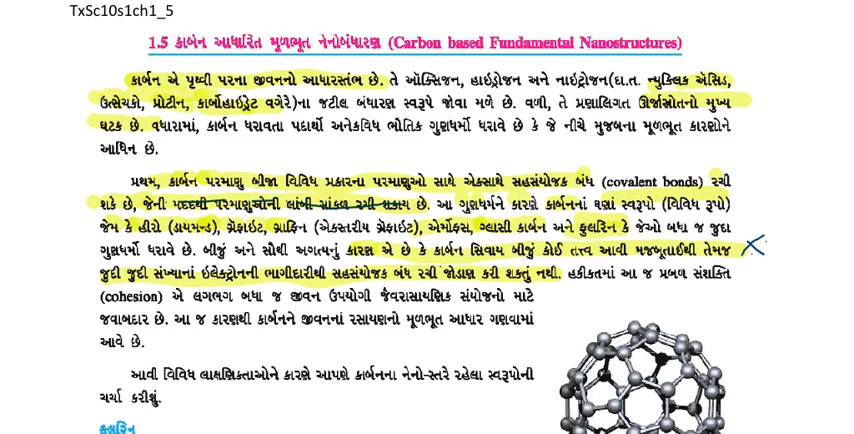 TxSc10s1ch1_5
1.5 કાર્બન આધારિત મૂળભૂત નેનોબંધારણ (Carbon based Fundamental Nanostructures)
કાર્બન એ પૃથ્વી પરના જીવનનો આધારસ્તંભ છે. તે ઑક્સિજન, હાઇડ્રોજન અને નાઇટ્રોજન(દા.ત. ન્યુક્લિક ઍસિડ,
ઉત્સેચકો, પ્રોટીન, કાર્બોહાઇડ્રેટ વગેરે)ના જટીલ બંધારણ સ્વરૂપે જોવા મળે છે. વળી, તે પ્રણાલિગત ઊર્જાસ્રોતનો મુખ્ય
ઘટક છે. વધારામાં, કાર્બન ધરાવતા પદાર્થો અનેકવિધ ભૌતિક ગુણધર્મો ધરાવે છે કે જે નીચે મુજબના મૂળભૂત કારણોને
આધિન છે.
પ્રથમ, કાર્બન પરમાણુ બીજા વિવિધ પ્રકારના પરમાણુઓ સાથે એકસાથે સહસંયોજક બંધ (covalent bonds) રચી
શકે છે, જેની મદદથી પરમાણુઓની લાંબી સાંકળ રચી શકાય છે. આ ગુણધર્મને કારણે કાર્બનનાં ઘણાં સ્વરૂપો (વિવિધ રૂપો)
જેમ કે હીરો (ડાયમન્ડ), ગ્રૅફાઇટ, ગ્રાફિન (એકસ્તરીય ગ્રૅફાઇટ), એર્મોફસ, ગ્લાસી કાર્બન અને ફુલરિન કે જેઓ બધા જ જુદા
ગુણધર્મો ધરાવે છે. બીજું અને સૌથી અગત્યનું કારણ એ છે કે કાર્બન સિવાય બીજું કોઈ તત્ત્વ આવી મજબૂતાઈથી તેમજ
જુદી જુદી સંખ્યાનાં ઇલેક્ટ્રોનની ભાગીદારીથી સહસંયોજક બંધ રચી જોડાણ કરી શકતું નથી. હકીકતમાં આ જ પ્રબળ સંશક્તિ
(cohesion) એ લગભગ બધા જ જીવન ઉપયોગી જૈવરાસાયણિક સંયોજનો માટે
જવાબદાર છે. આ જ કારણથી કાર્બનને જીવનનાં રસાયણનો મૂળભૂત આધાર ગણવામાં
આવે છે.
આવી વિવિધ લાક્ષણિકતાઓને કારણે આપણે કાર્બનના નેનો-સ્તરે રહેલા સ્વરૂપોની
ચર્ચા કરીશું.